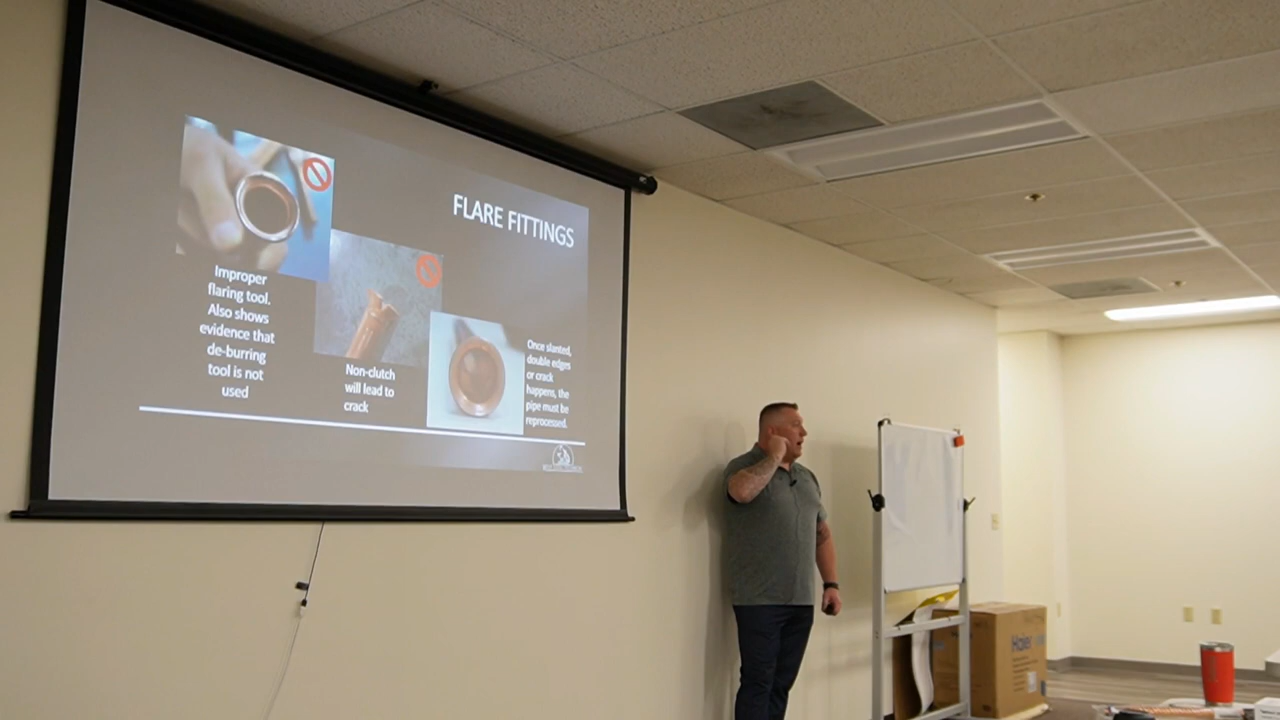 FLARE FITTINGS
Improper
flaring tool.
Also shows
evidence that
de-burring
tool is not
used
Non-clutch
will lead to
crack
Once slanted,
double edges
or crack
happens, the
pipe must be
reprocessed.
Haier